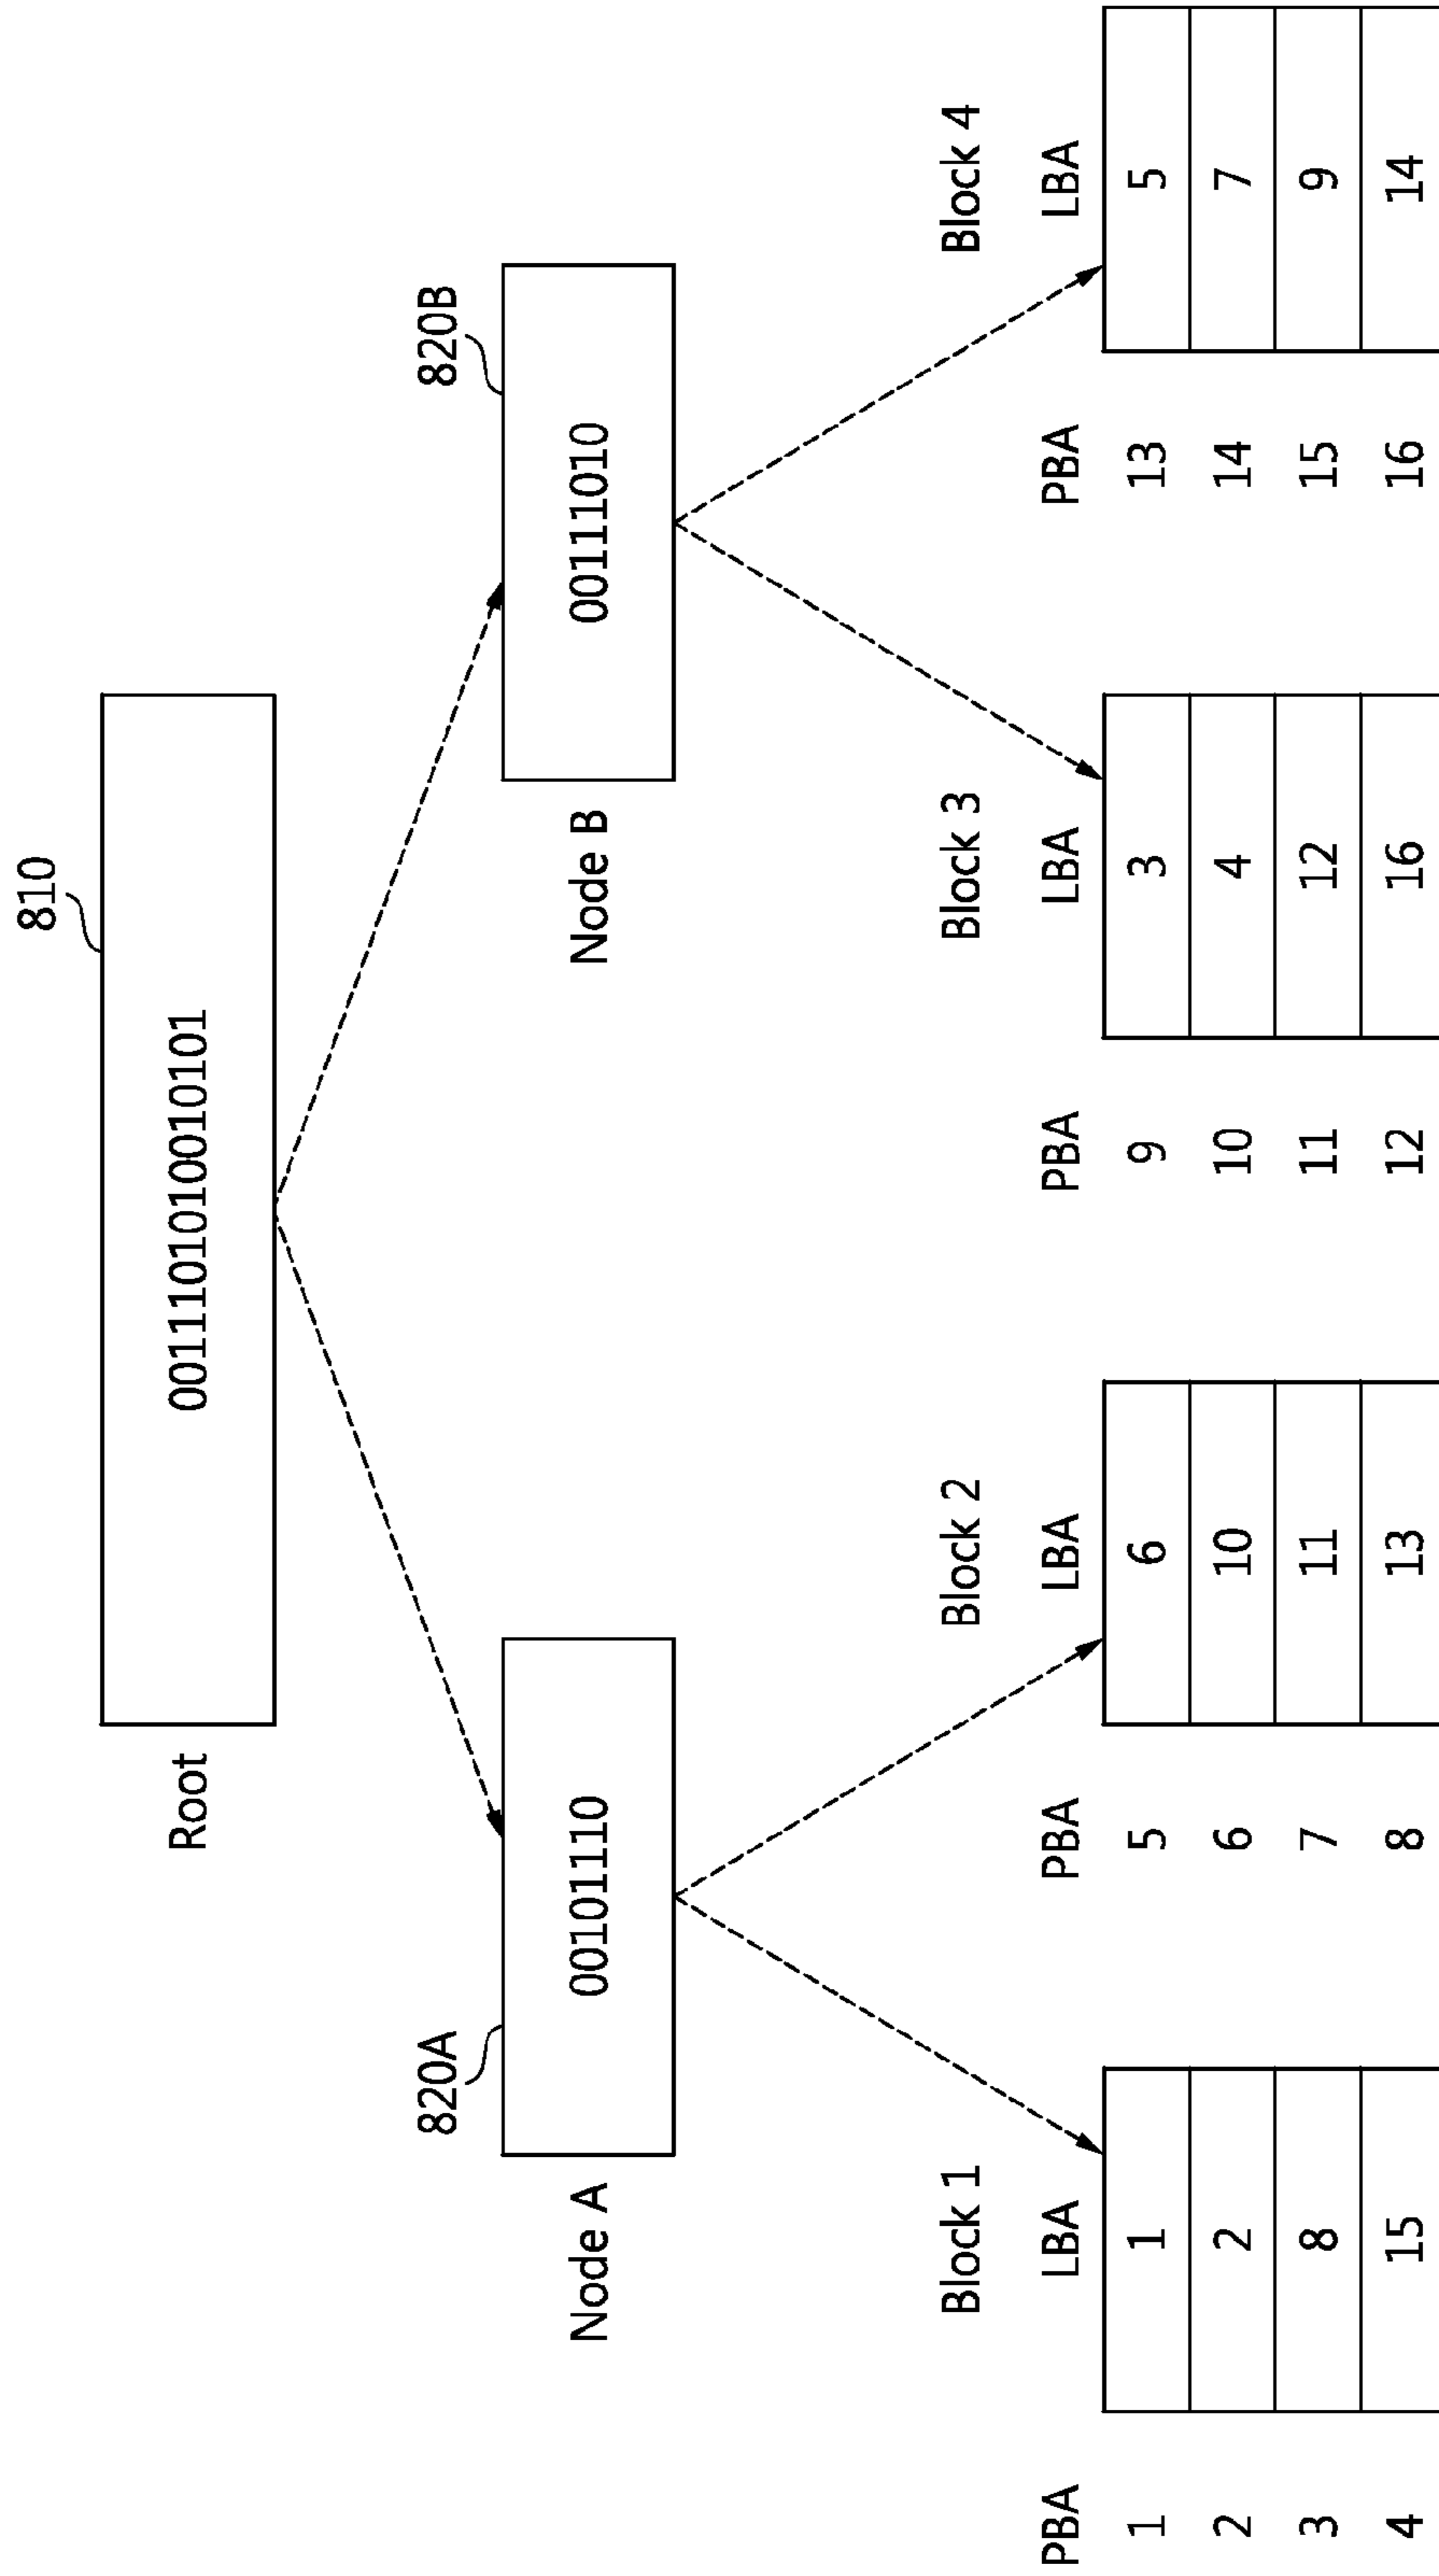 810
Root 0011101010010101
820A 820B
Node A 00101110 Node B 00111010
Block 1 Block 2 Block 3 Block 4
PBA LBA PBA LBA PBA LBA PBA LBA
1 1 5 6 9 3 13 5
2 2 6 10 10 4 14 7
3 8 7 11 11 12 15 9
4 15 8 13 12 16 16 14